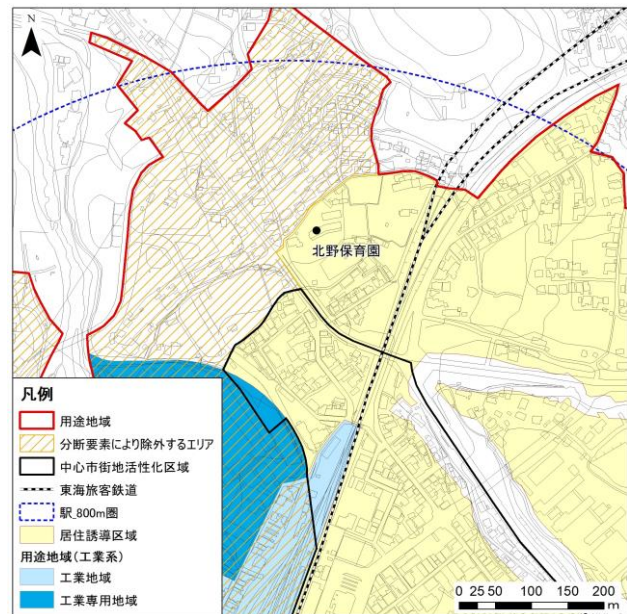 N
北野保育園
凡例
用途地域
分断要素により除外するエリア
中心市街地活性化区域
東海旅客鉄道
駅_800m圏
居住誘導区域
用途地域(工業系)
工業地域
工業専用地域
0 25 50 100 150 200
m